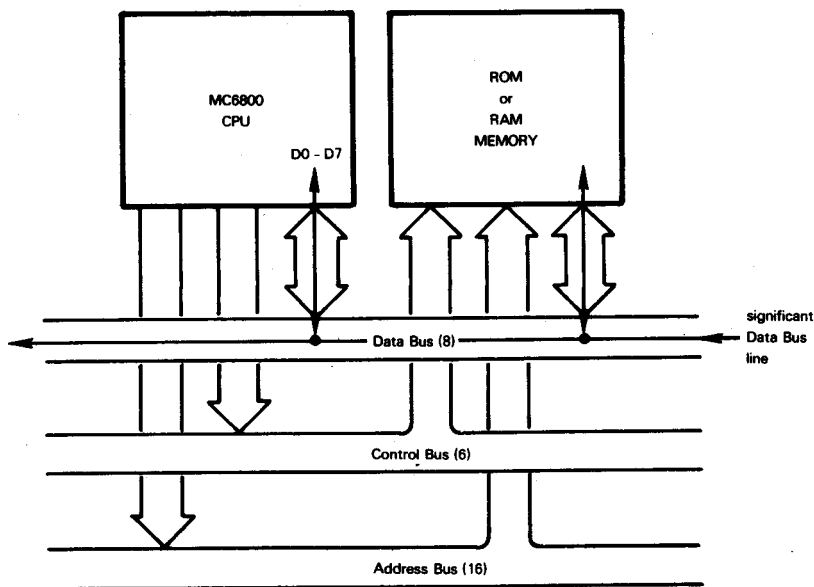 MC6800
CPU
D0 - D7
ROM
or
RAM
MEMORY
significant
Data Bus
line
Data Bus (8)
Control Bus (6)
Address Bus (16)